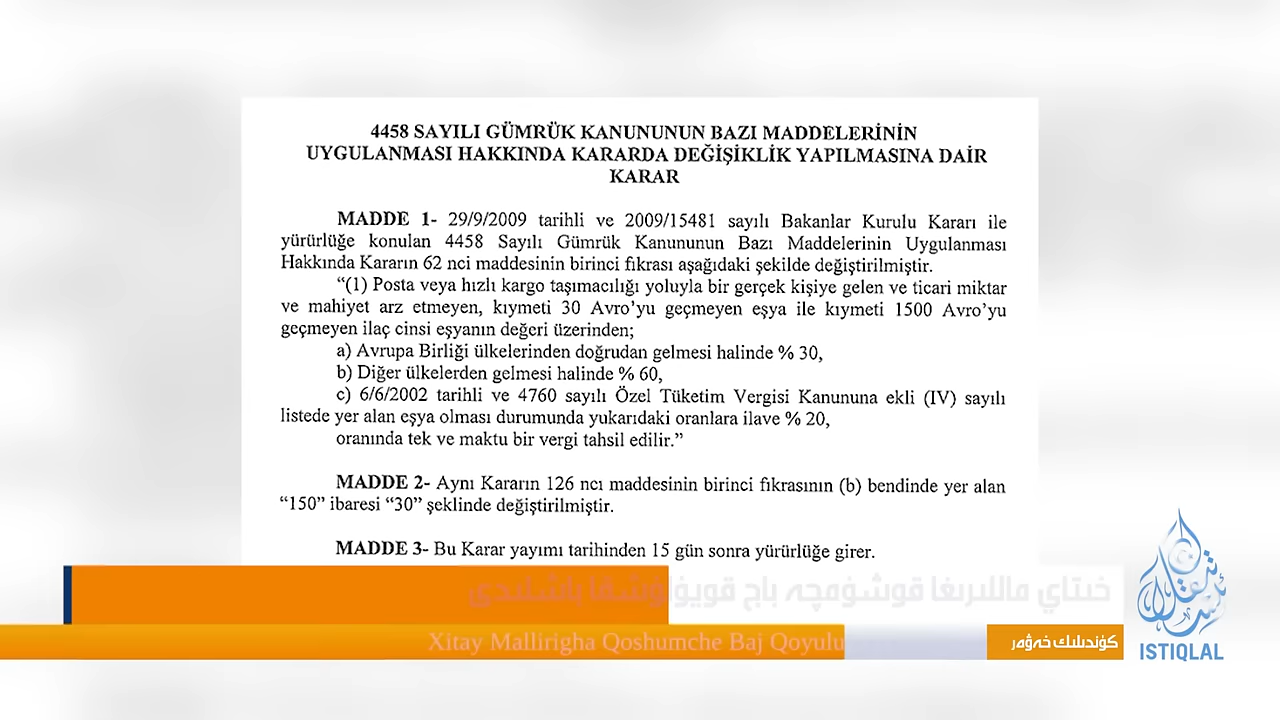 4458 SAYILI GÜMRÜK KANUNUNUN BAZI MADDELERİNİN
UYGULANMASI HAKKINDA KARARDA DEĞİŞİKLİK YAPILMASINA DAİR
KARAR
MADDE 1- 29/9/2009 tarihli ve 2009/15481 sayılı Bakanlar Kurulu Kararı ile
yürürlüğe konulan 4458 Sayılı Gümrük Kanununun Bazı Maddelerinin Uygulanması
Hakkında Kararın 62 nci maddesinin birinci fıkrası aşağıdaki şekilde değiştirilmiştir.
“(1) Posta veya hızlı kargo taşımacılığı yoluyla bir gerçek kişiye gelen ve ticari miktar
ve mahiyet arz etmeyen, kıymeti 30 Avro’yu geçmeyen eşya ile kıymeti 1500 Avro’yu
geçmeyen ilaç cinsi eşyanın değeri üzerinden;
a) Avrupa Birliği ülkelerinden doğrudan gelmesi halinde % 30,
b) Diğer ülkelerden gelmesi halinde % 60,
c) 6/6/2002 tarihli ve 4760 sayılı Özel Tüketim Vergisi Kanununa ekli (IV) sayılı
listede yer alan eşya olması durumunda yukarıdaki oranlara ilave % 20,
oranında tek ve maktu bir vergi tahsil edilir.”
MADDE 2- Aynı Kararın 126 ncı maddesinin birinci fıkrasının (b) bendinde yer alan
“150” ibaresi “30” şeklinde değiştirilmiştir.
MADDE 3- Bu Karar yayımı tarihinden 15 gün sonra yürürlüğe girer.
خىتاي ماللىرىغا قوشۇمچە باج قويۇلۇشقا باشلىدى
Xitay Mallirigha Qoshumche Baj Qoyulu
كۈندىلىك خەۋەر
ISTIQLAL